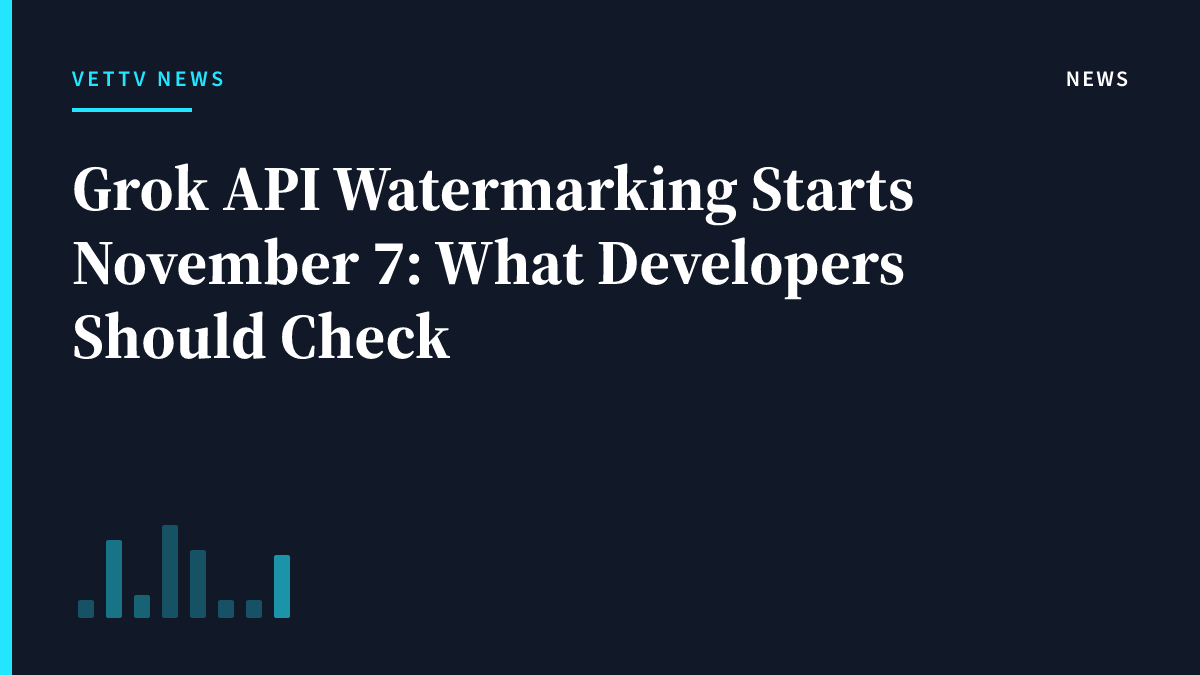 VETTV NEWS
NEWS
Grok API Watermarking Starts
November 7: What Developers
Should Check